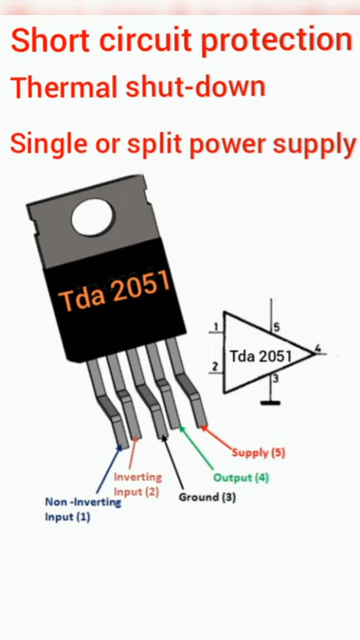 Short circuit protection
Thermal shut-down
Single or split power supply
Tda 2051
1
5
Tda 2051
4
2
3
Supply (5)
Inverting
Input (2)
Output (4)
Non -Inverting
Input (1)
Ground (3)